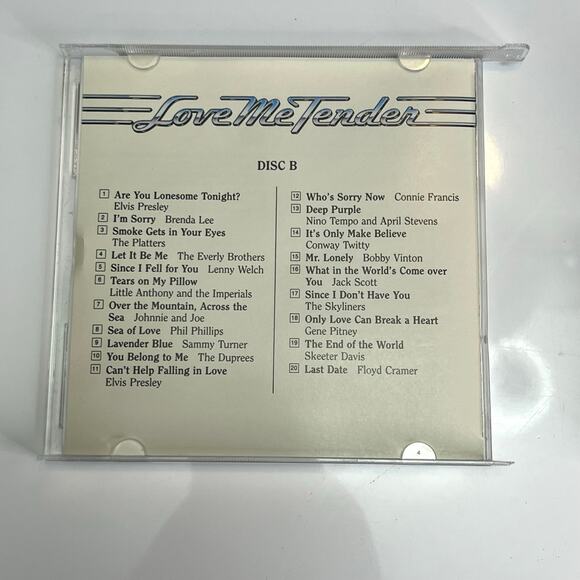 Love Me Tender
DISC B
1 Are You Lonesome Tonight?
Elvis Presley
2 I'm Sorry Brenda Lee
3 Smoke Gets in Your Eyes
The Platters
4 Let It Be Me The Everly Brothers
5 Since I Fell for You Lenny Welch
6 Tears on My Pillow
Little Anthony and the Imperials
7 Over the Mountain, Across the
Sea Johnnie and Joe
8 Sea of Love Phil Phillips
9 Lavender Blue Sammy Turner
10 You Belong to Me The Duprees
11 Can't Help Falling in Love
Elvis Presley
12 Who's Sorry Now Connie Francis
13 Deep Purple
Nino Tempo and April Stevens
14 It's Only Make Believe
Conway Twitty
15 Mr. Lonely Bobby Vinton
16 What in the World's Come over
You Jack Scott
17 Since I Don't Have You
The Skyliners
18 Only Love Can Break a Heart
Gene Pitney
19 The End of the World
Skeeter Davis
20 Last Date Floyd Cramer
4